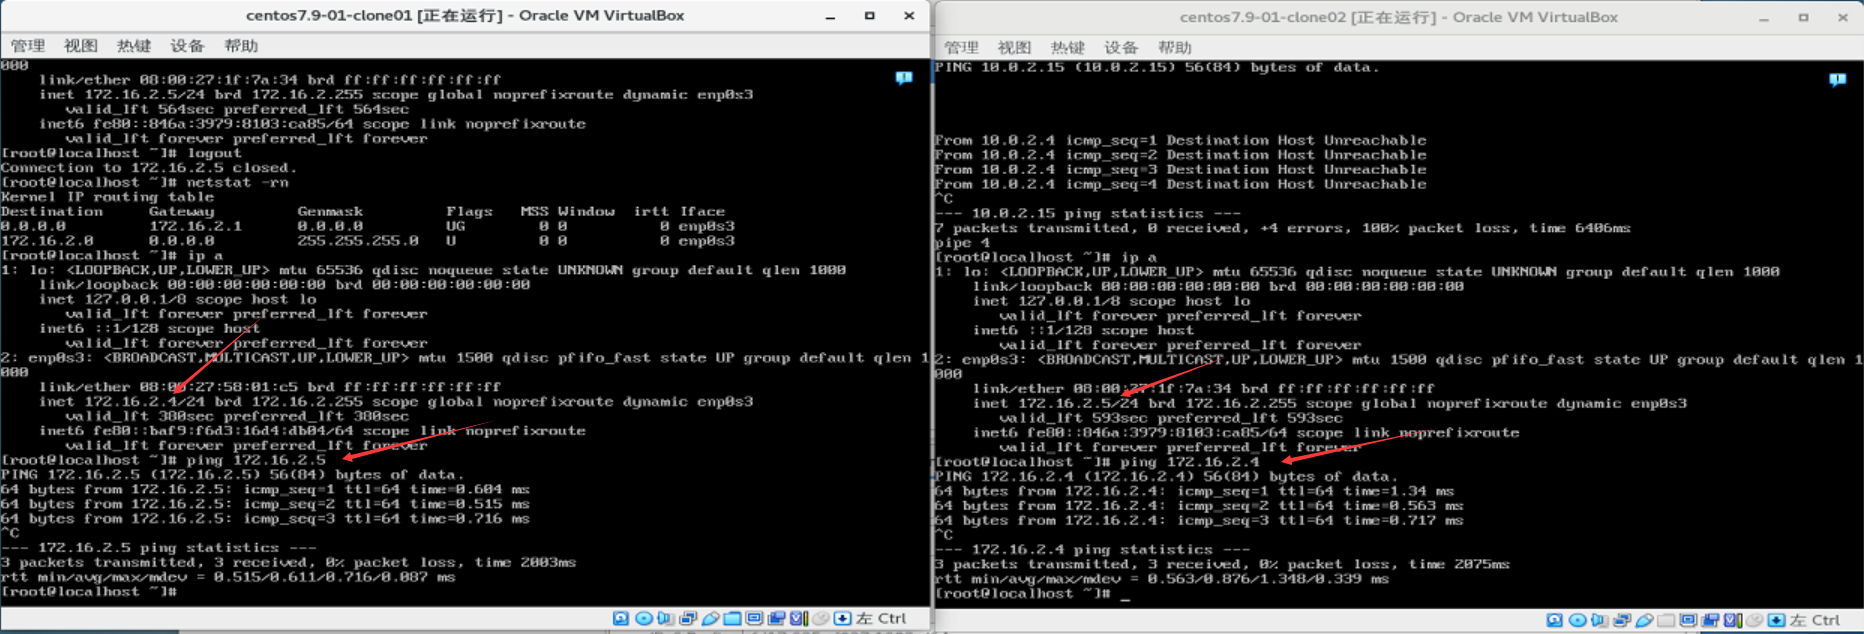 centos7.9-01-clone01 [正在运行] - Oracle VM VirtualBox
管理 视图 热键 设备 帮助
000
link/ether 08:00:27:1f:7a:34 brd ff:ff:ff:ff:ff:ff
inet 172.16.2.5/24 brd 172.16.2.255 scope global noprefixroute dynamic enp0s3
valid_lft 564sec preferred_lft 564sec
inet6 fe80::846a:3979:8103:ca85/64 scope link noprefixroute
valid_lft forever preferred_lft forever
[root@localhost ~]# logout
Connection to 172.16.2.5 closed.
[root@localhost ~]# netstat -rn
Kernel IP routing table
Destination Gateway Genmask Flags MSS Window irtt Iface
0.0.0.0 172.16.2.1 0.0.0.0 UG 0 0 0 enp0s3
172.16.2.0 0.0.0.0 255.255.255.0 U 0 0 0 enp0s3
[root@localhost ~]# ip a
1: lo: <LOOPBACK,UP,LOWER_UP> mtu 65536 qdisc noqueue state UNKNOWN group default qlen 1000
link/loopback 00:00:00:00:00:00 brd 00:00:00:00:00:00
inet 127.0.0.1/8 scope host lo
valid_lft forever preferred_lft forever
inet6 ::1/128 scope host
valid_lft forever preferred_lft forever
2: enp0s3: <BROADCAST,MULTICAST,UP,LOWER_UP> mtu 1500 qdisc pfifo_fast state UP group default qlen 1
000
link/ether 08:00:27:58:01:c5 brd ff:ff:ff:ff:ff:ff
inet 172.16.2.4/24 brd 172.16.2.255 scope global noprefixroute dynamic enp0s3
valid_lft 380sec preferred_lft 380sec
inet6 fe80::baf9:f6d3:16d4:db04/64 scope link noprefixroute
valid_lft forever preferred_lft forever
[root@localhost ~]# ping 172.16.2.5
PING 172.16.2.5 (172.16.2.5) 56(84) bytes of data.
64 bytes from 172.16.2.5: icmp_seq=1 ttl=64 time=0.604 ms
64 bytes from 172.16.2.5: icmp_seq=2 ttl=64 time=0.515 ms
64 bytes from 172.16.2.5: icmp_seq=3 ttl=64 time=0.716 ms
^C
--- 172.16.2.5 ping statistics ---
3 packets transmitted, 3 received, 0% packet loss, time 2003ms
rtt min/avg/max/mdev = 0.515/0.611/0.716/0.087 ms
[root@localhost ~]#
左 Ctrl
centos7.9-01-clone02 [正在运行] - Oracle VM VirtualBox
管理 视图 热键 设备 帮助
PING 10.0.2.15 (10.0.2.15) 56(84) bytes of data.
From 10.0.2.4 icmp_seq=1 Destination Host Unreachable
From 10.0.2.4 icmp_seq=2 Destination Host Unreachable
From 10.0.2.4 icmp_seq=3 Destination Host Unreachable
From 10.0.2.4 icmp_seq=4 Destination Host Unreachable
^C
--- 10.0.2.15 ping statistics ---
7 packets transmitted, 0 received, +4 errors, 100% packet loss, time 6406ms
pipe 4
[root@localhost ~]# ip a
1: lo: <LOOPBACK,UP,LOWER_UP> mtu 65536 qdisc noqueue state UNKNOWN group default qlen 1000
link/loopback 00:00:00:00:00:00 brd 00:00:00:00:00:00
inet 127.0.0.1/8 scope host lo
valid_lft forever preferred_lft forever
inet6 ::1/128 scope host
valid_lft forever preferred_lft forever
2: enp0s3: <BROADCAST,MULTICAST,UP,LOWER_UP> mtu 1500 qdisc pfifo_fast state UP group default qlen 1
000
link/ether 08:00:27:1f:7a:34 brd ff:ff:ff:ff:ff:ff
inet 172.16.2.5/24 brd 172.16.2.255 scope global noprefixroute dynamic enp0s3
valid_lft 593sec preferred_lft 593sec
inet6 fe80::846a:3979:8103:ca85/64 scope link noprefixroute
valid_lft forever preferred_lft forever
[root@localhost ~]# ping 172.16.2.4
PING 172.16.2.4 (172.16.2.4) 56(84) bytes of data.
64 bytes from 172.16.2.4: icmp_seq=1 ttl=64 time=1.34 ms
64 bytes from 172.16.2.4: icmp_seq=2 ttl=64 time=0.563 ms
64 bytes from 172.16.2.4: icmp_seq=3 ttl=64 time=0.717 ms
^C
--- 172.16.2.4 ping statistics ---
3 packets transmitted, 3 received, 0% packet loss, time 2075ms
rtt min/avg/max/mdev = 0.563/0.876/1.348/0.339 ms
[root@localhost ~]# _
左 Ctrl